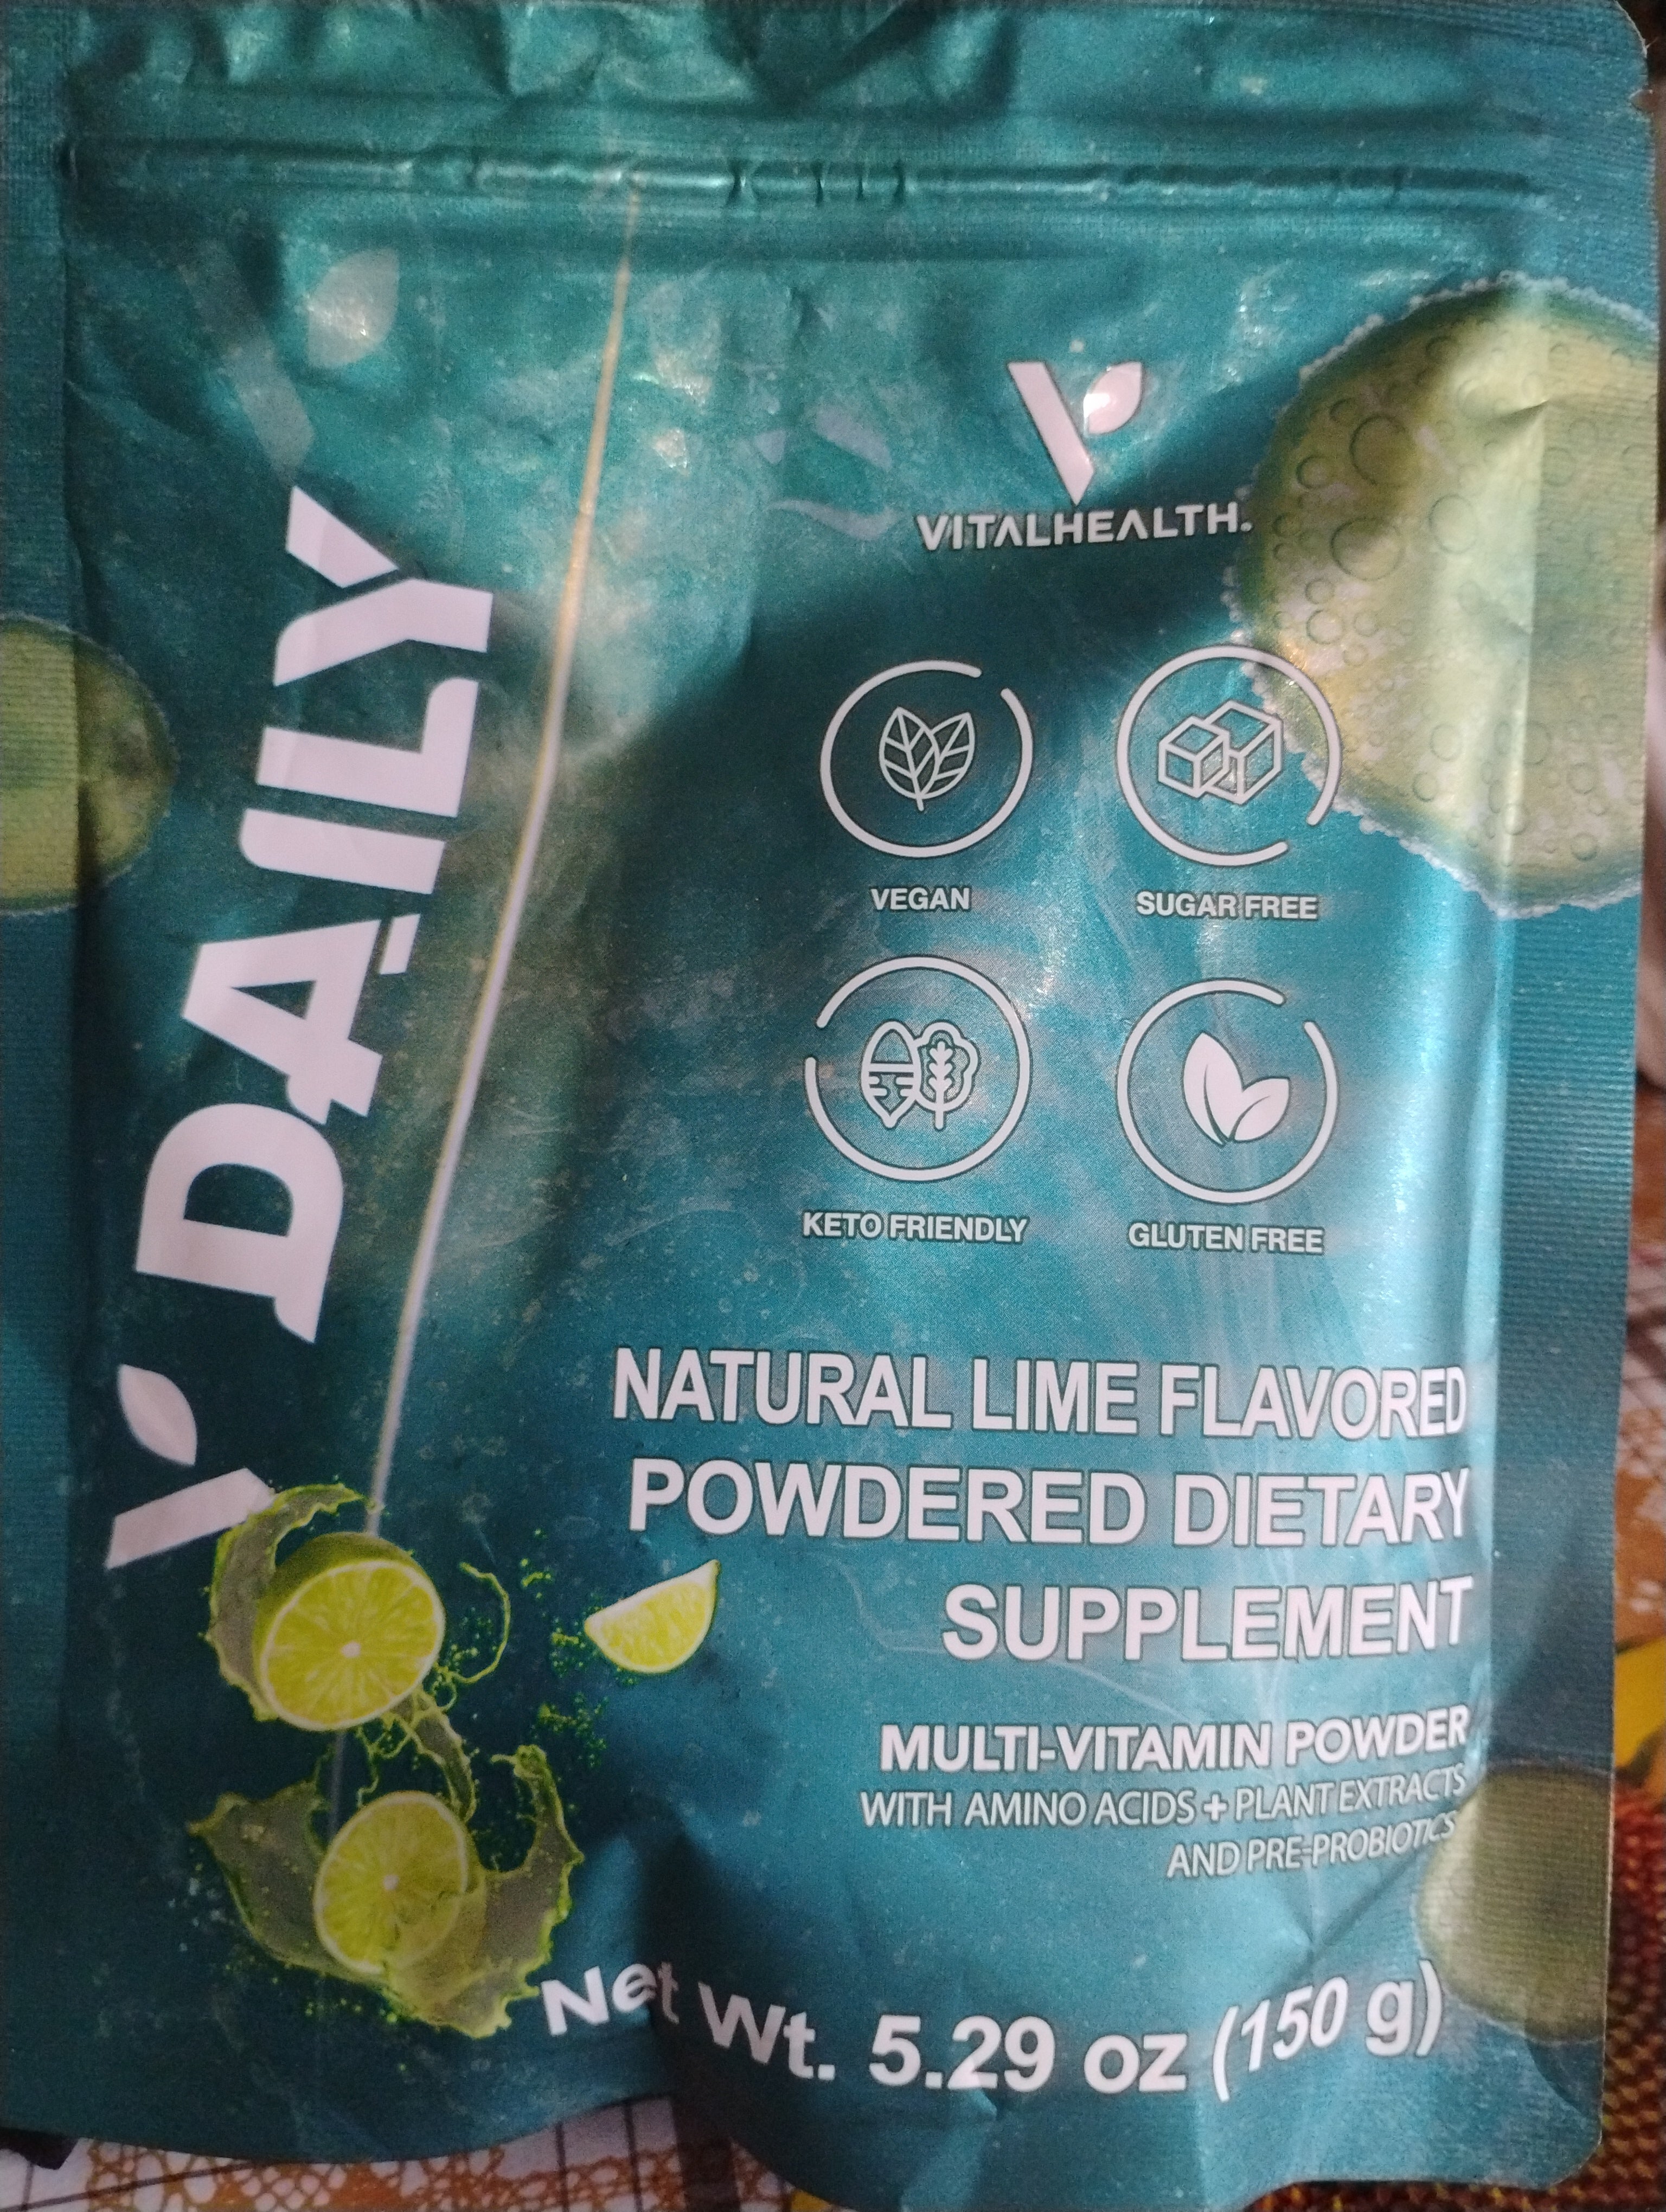 VITALHEALTH®
V DAILY
VEGAN
SUGAR FREE
KETO FRIENDLY
GLUTEN FREE
NATURAL LIME FLAVORED
POWDERED DIETARY
SUPPLEMENT
MULTI-VITAMIN POWDER
WITH AMINO ACIDS + PLANT EXTRACTS
AND PRE-PROBIOTICS
Net Wt. 5.29 oz (150 g)